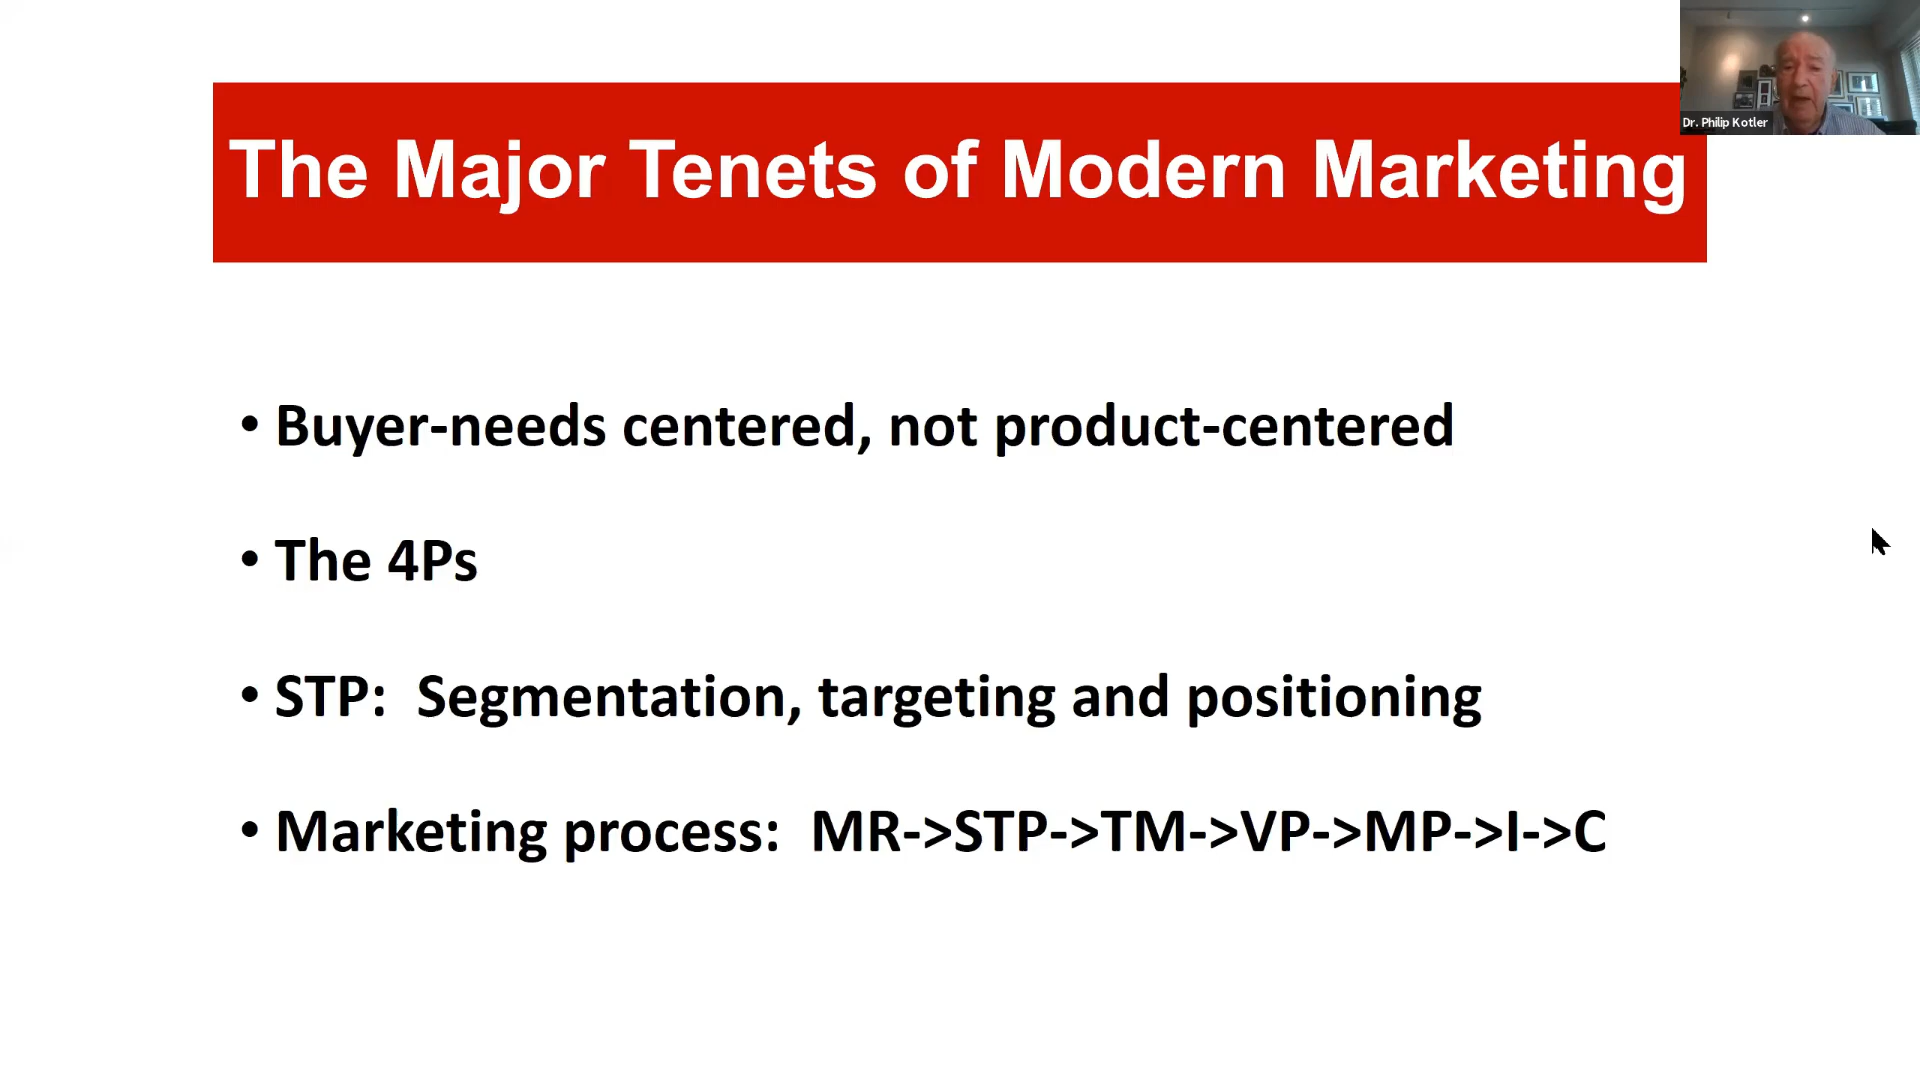 Dr. Philip Kotler
The Major Tenets of Modern Marketing
• Buyer-needs centered, not product-centered
• The 4Ps
• STP:  Segmentation, targeting and positioning
• Marketing process:  MR->STP->TM->VP->MP->I->C